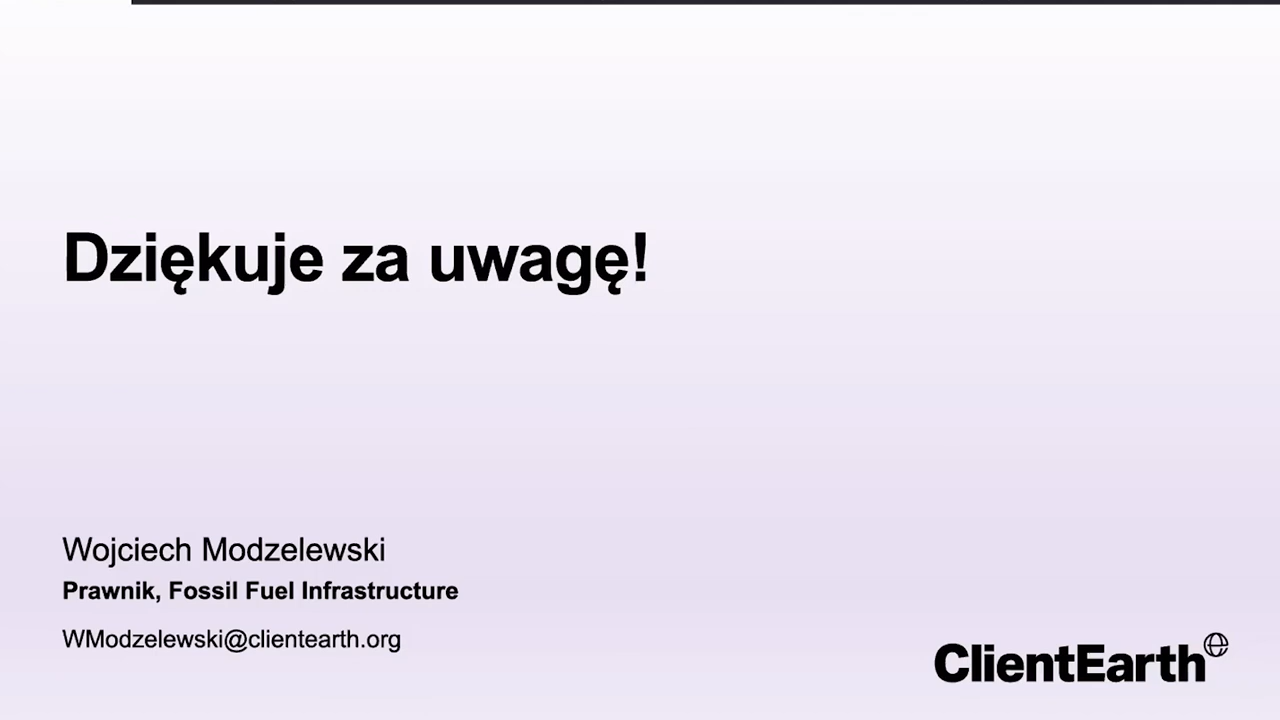 Dziękuje za uwagę!
Wojciech Modzelewski
Prawnik, Fossil Fuel Infrastructure
WModzelewski@clientearth.org
ClientEarth